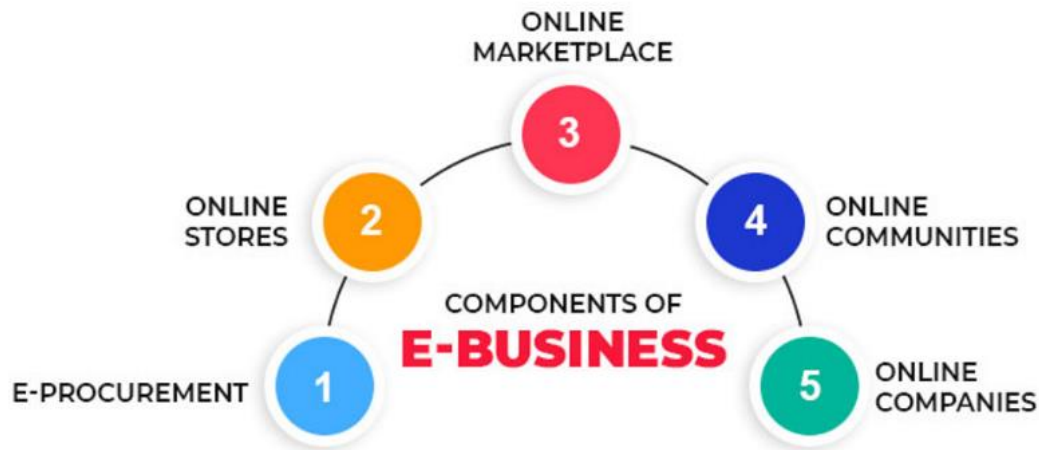 COMPONENTS OF
E-BUSINESS
1
E-PROCUREMENT
2
ONLINE
STORES
3
ONLINE
MARKETPLACE
4
ONLINE
COMMUNITIES
5
ONLINE
COMPANIES